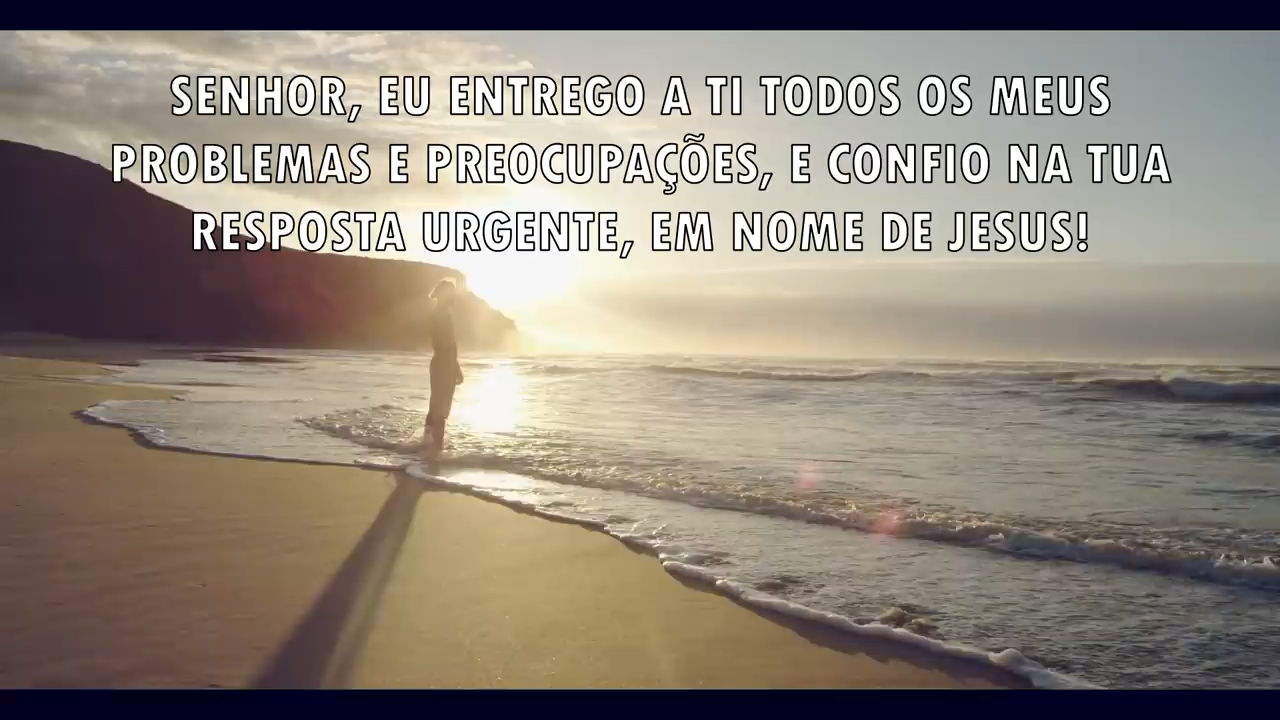 SENHOR, EU ENTREGO A TI TODOS OS MEUS
PROBLEMAS E PREOCUPAÇÕES, E CONFIO NA TUA
RESPOSTA URGENTE, EM NOME DE JESUS!